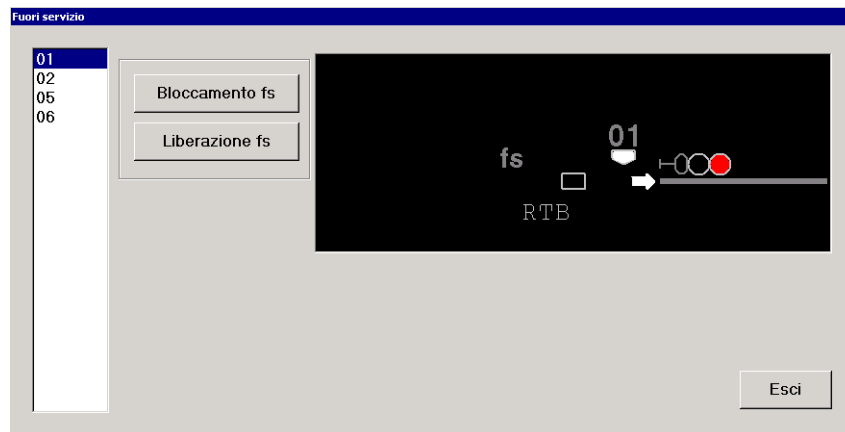 Fuori servizio
01
02
05
06
Bloccamento fs
Liberazione fs
01
fs
RTB
Esci